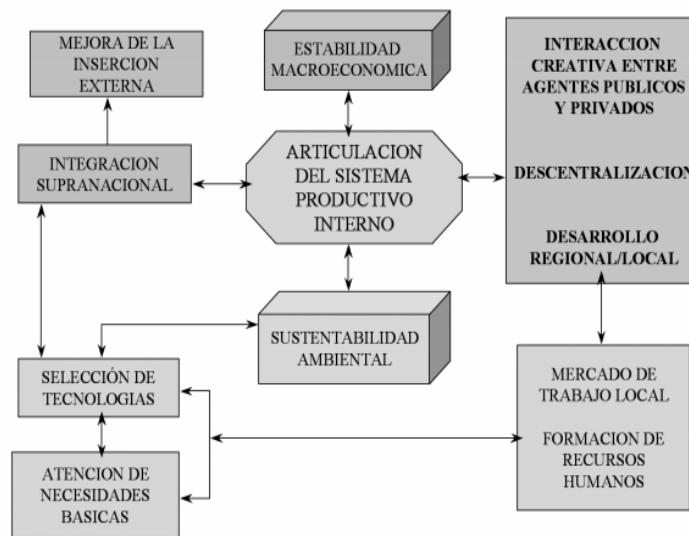 MEJORA DE LA
INSERCION
EXTERNA
ESTABILIDAD
MACROECONOMICA
INTERACCION
CREATIVA ENTRE
AGENTES PUBLICOS
Y PRIVADOS
DESCENTRALIZACION
DESARROLLO
REGIONAL/LOCAL
INTEGRACION
SUPRANACIONAL
ARTICULACION
DEL SISTEMA
PRODUCTIVO
INTERNO
SUSTENTABILIDAD
AMBIENTAL
SELECCIÓN DE
TECNOLOGIAS
ATENCION DE
NECESIDADES
BASICAS
MERCADO DE
TRABAJO LOCAL
FORMACION DE
RECURSOS
HUMANOS